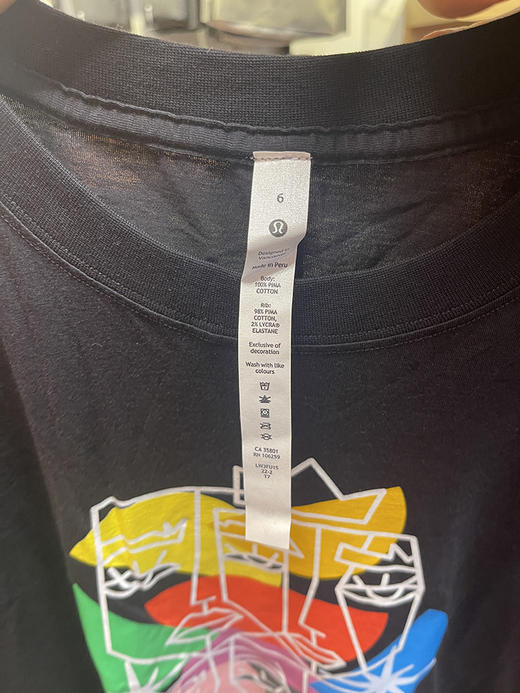 6
Designed in
Vancouver
Made in Peru
Body:
100% PIMA
COTTON
Rib:
98% PIMA
COTTON,
2% LYCRA®
ELASTANE
Exclusive of
decoration
Wash with like
colours
CA 35801
RN 106259
LW3FU1S
22-2
17